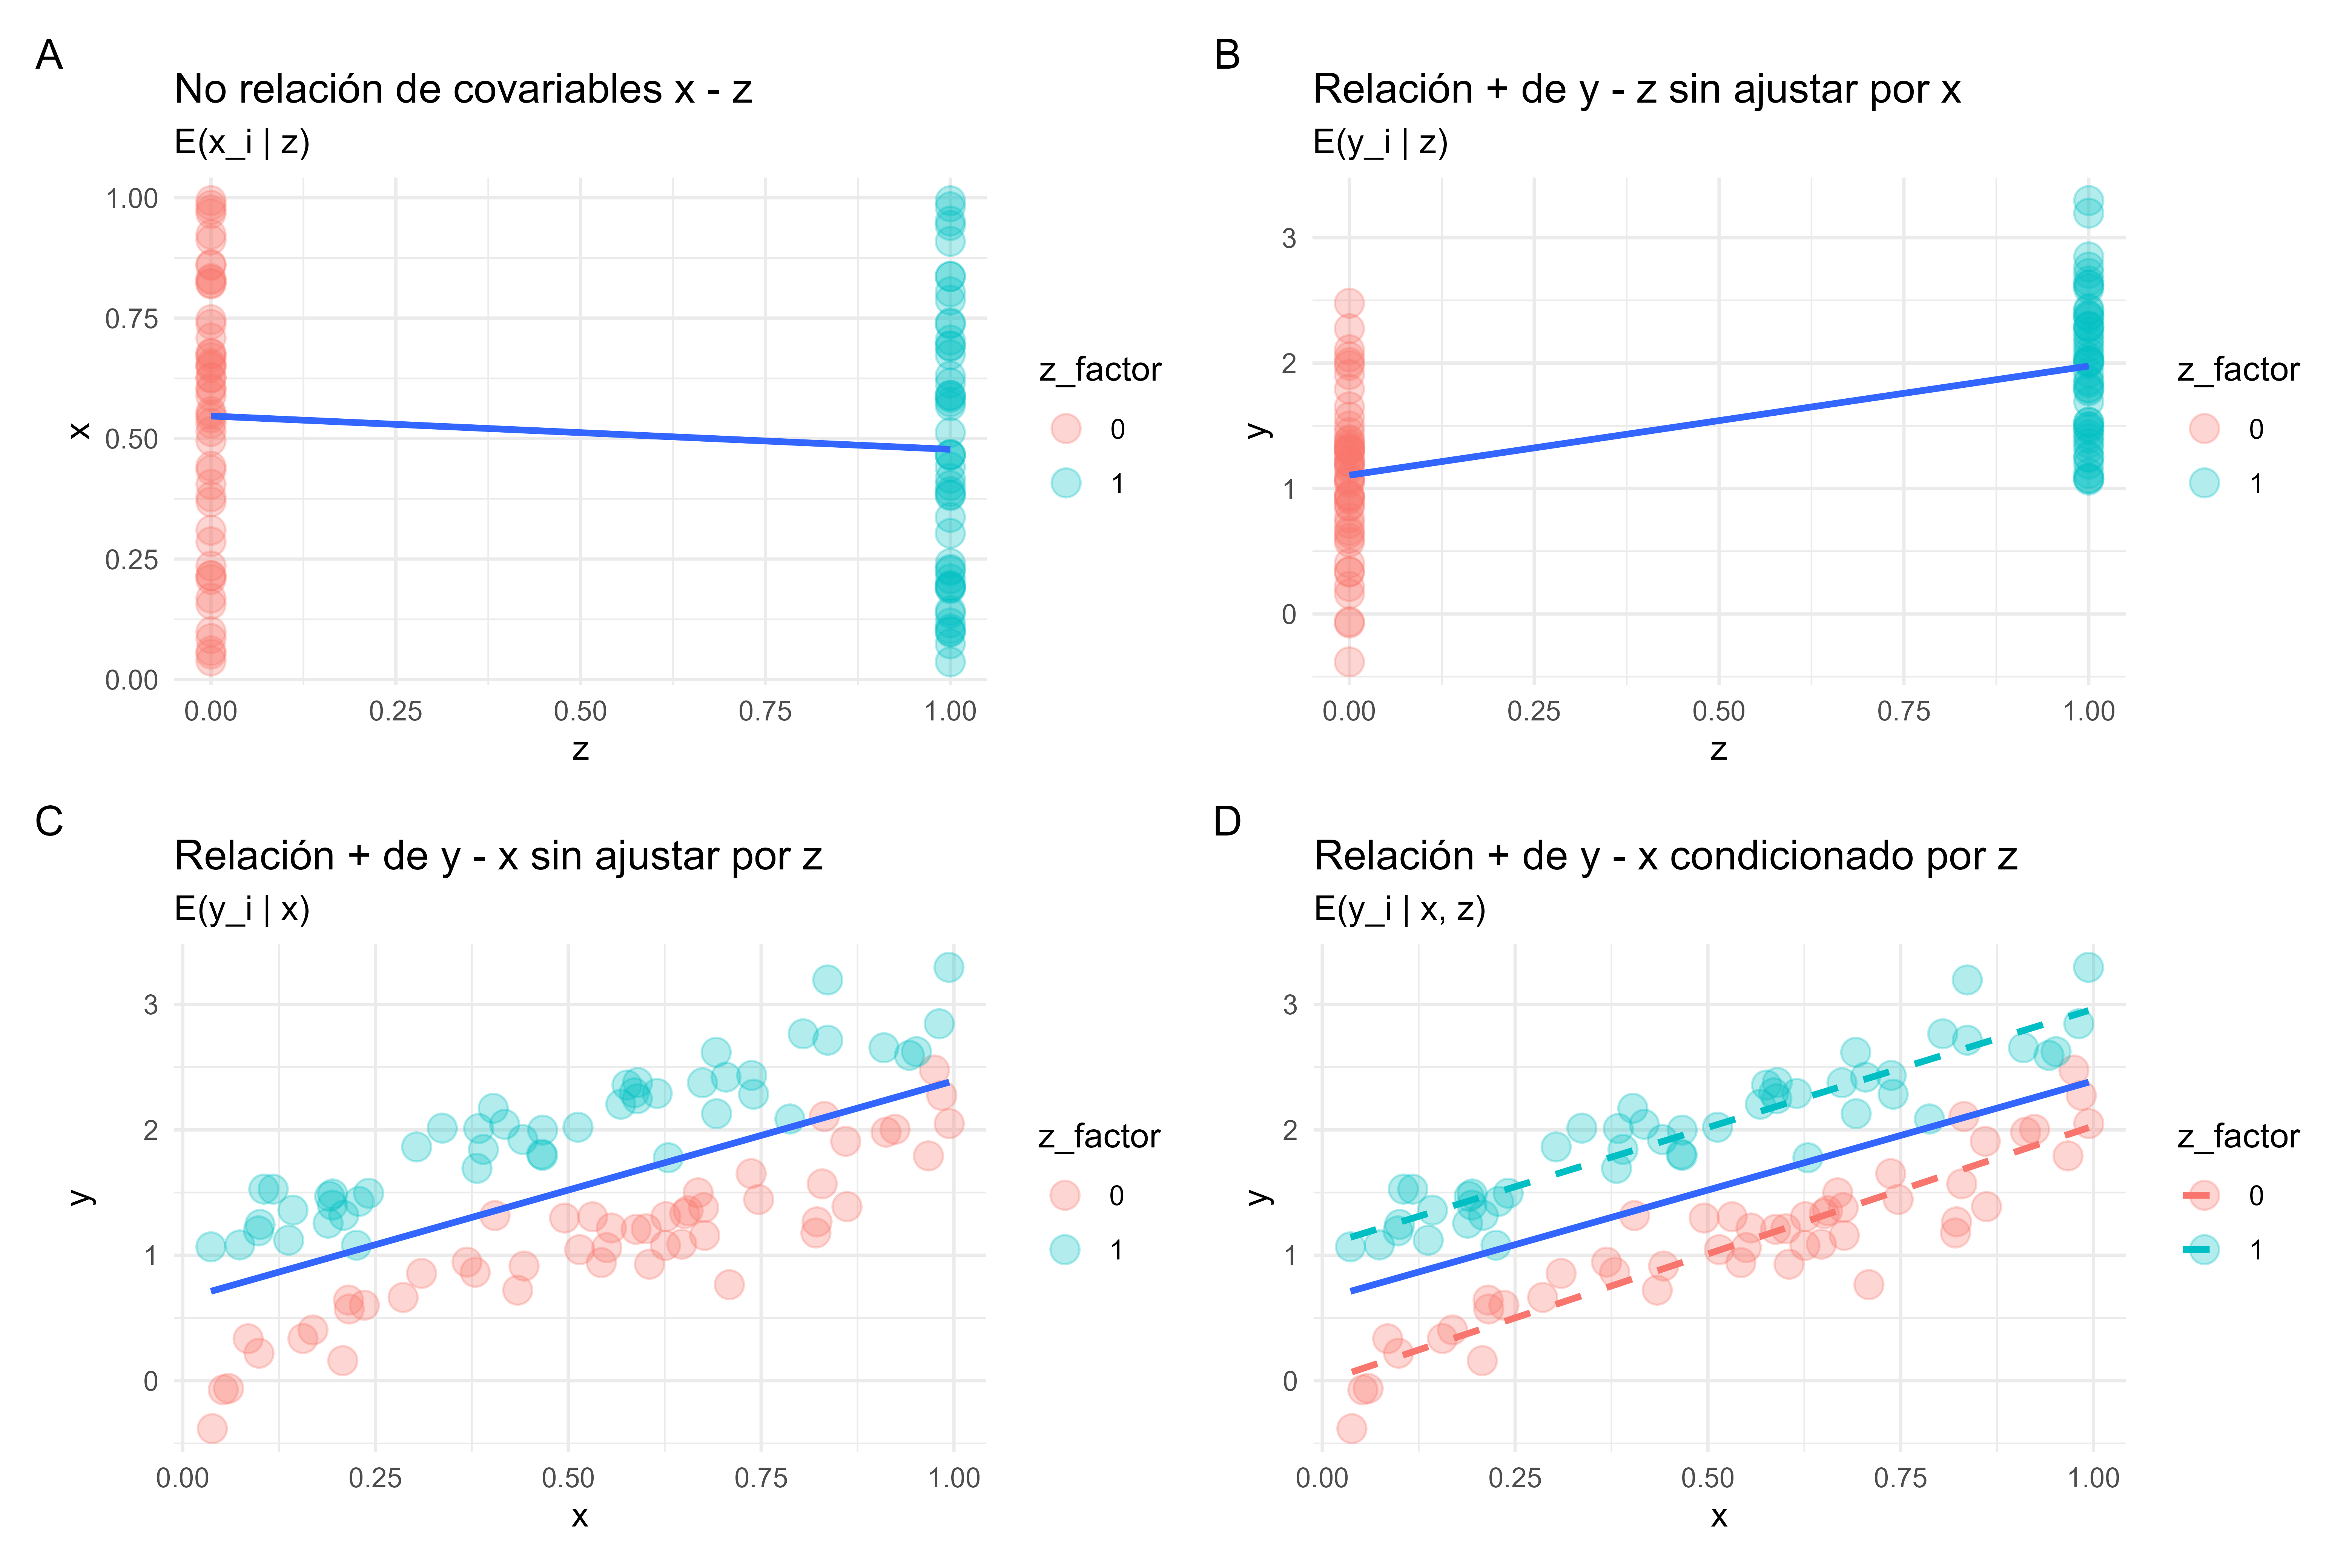 A
No relación de covariables x - z
E(x_i | z)
1.00
0.75
0.50
0.25
0.00
x
0.00 0.25 0.50 0.75 1.00
z
z_factor
0
1
B
Relación + de y - z sin ajustar por x
E(y_i | z)
3
2
1
0
y
0.00 0.25 0.50 0.75 1.00
z
z_factor
0
1
C
Relación + de y - x sin ajustar por z
E(y_i | x)
3
2
1
0
y
0.00 0.25 0.50 0.75 1.00
x
z_factor
0
1
D
Relación + de y - x condicionado por z
E(y_i | x, z)
3
2
1
0
y
0.00 0.25 0.50 0.75 1.00
x
z_factor
0
1